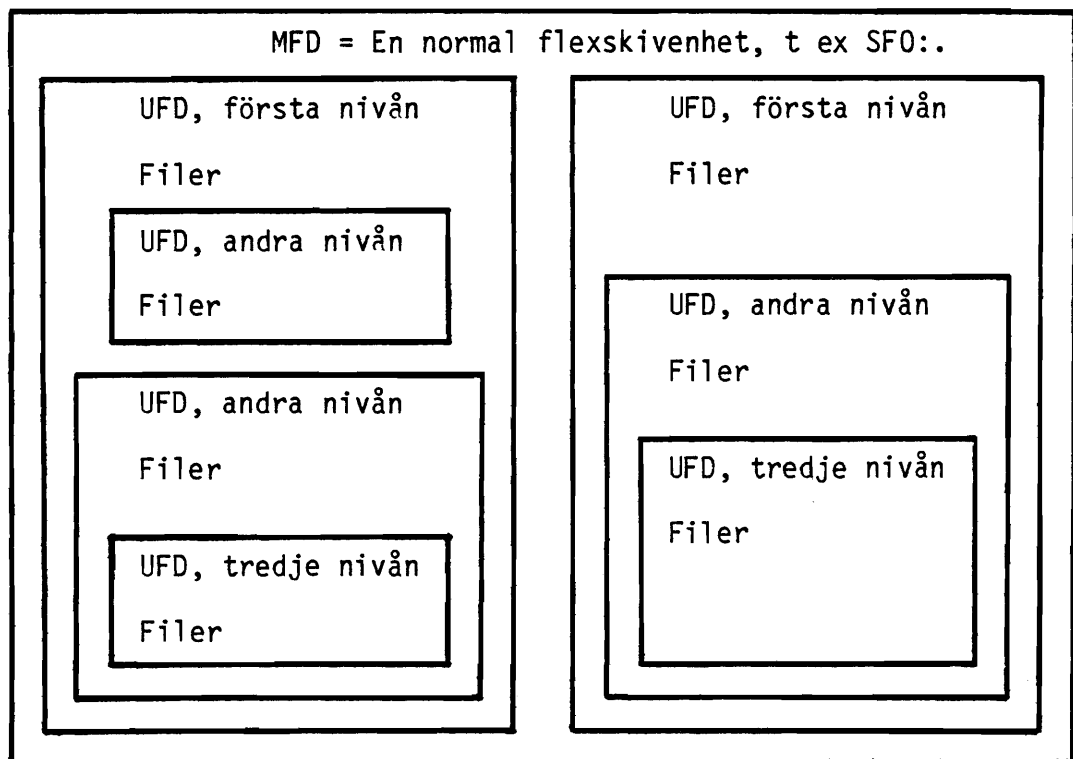 MFD = En normal flexskivenhet, t ex SF0:.
UFD, första nivån
Filer
UFD, andra nivån
Filer
UFD, andra nivån
Filer
UFD, tredje nivån
Filer
UFD, första nivån
Filer
UFD, andra nivån
Filer
UFD, tredje nivån
Filer